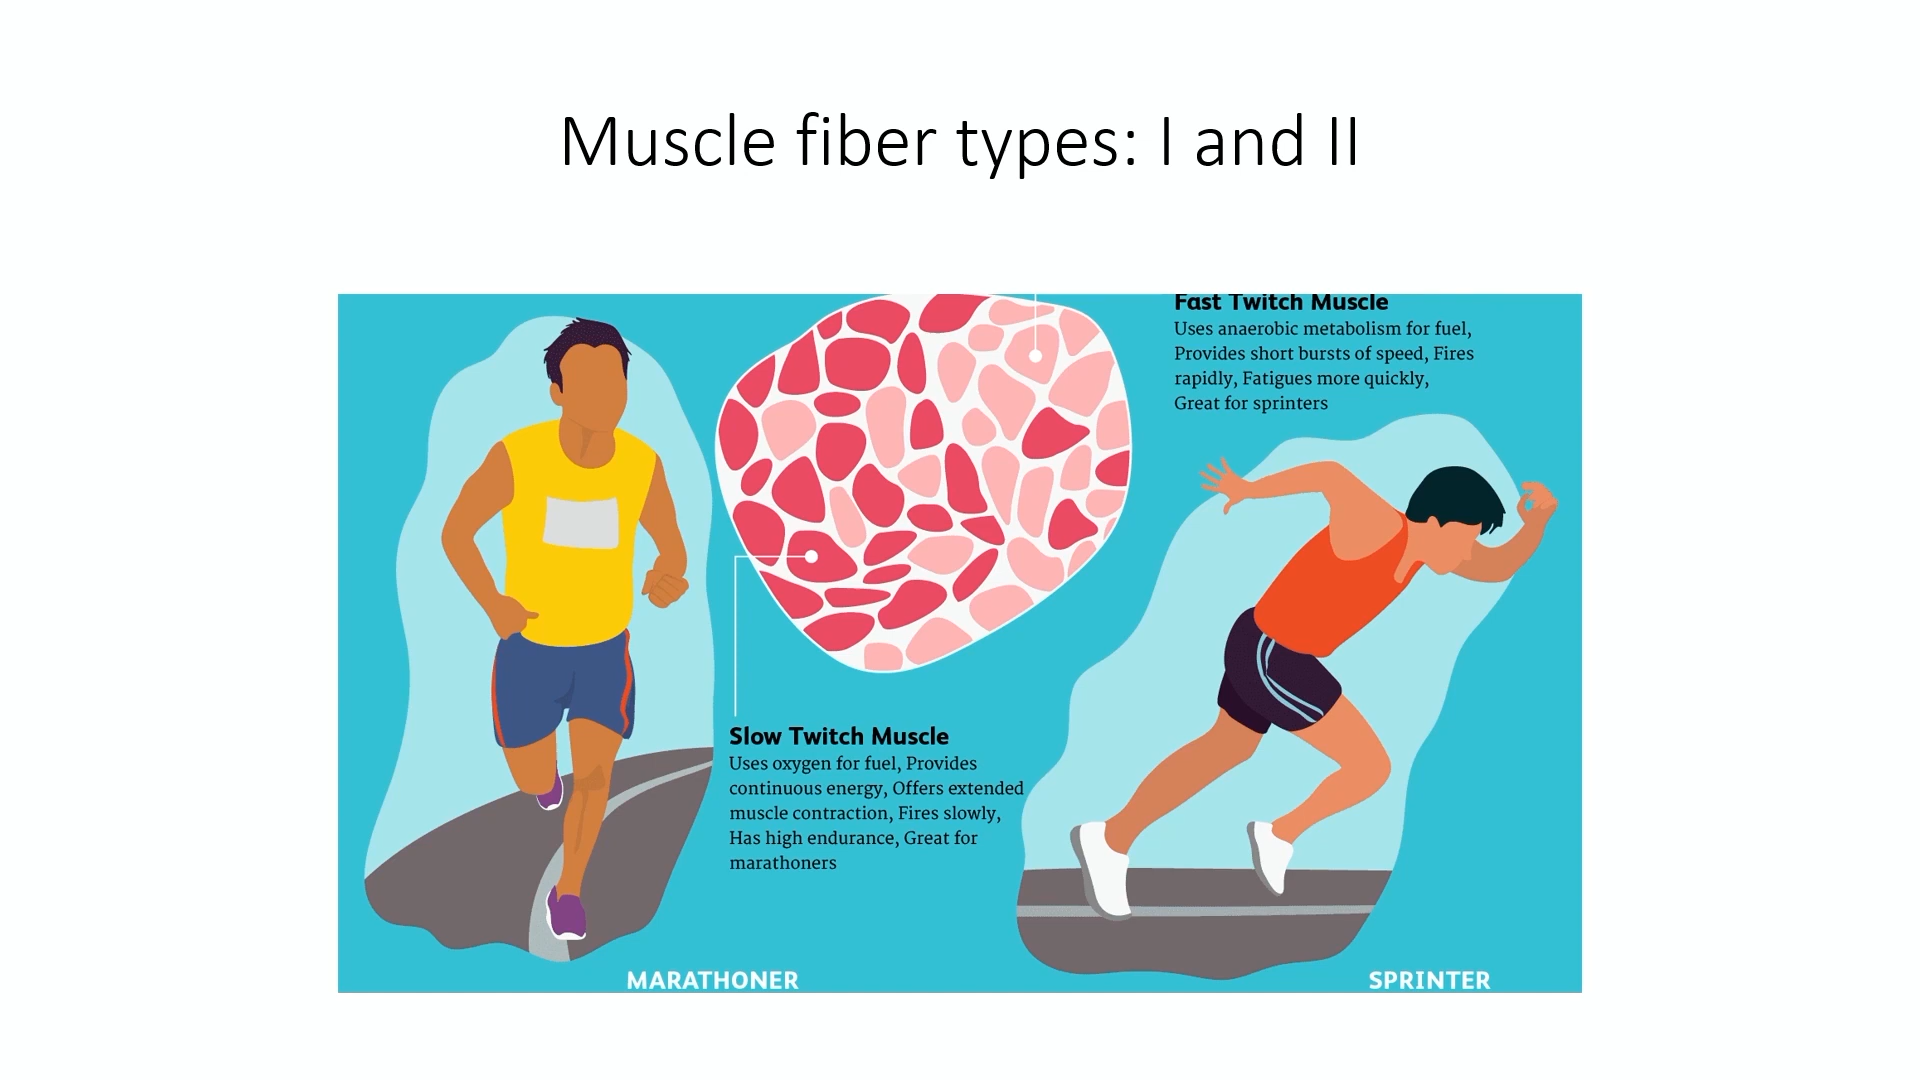 Muscle fiber types: I and II
Fast Twitch Muscle
Uses anaerobic metabolism for fuel,
Provides short bursts of speed, Fires
rapidly, Fatigues more quickly,
Great for sprinters
Slow Twitch Muscle
Uses oxygen for fuel, Provides
continuous energy, Offers extended
muscle contraction, Fires slowly,
Has high endurance, Great for
marathoners
MARATHONER
SPRINTER